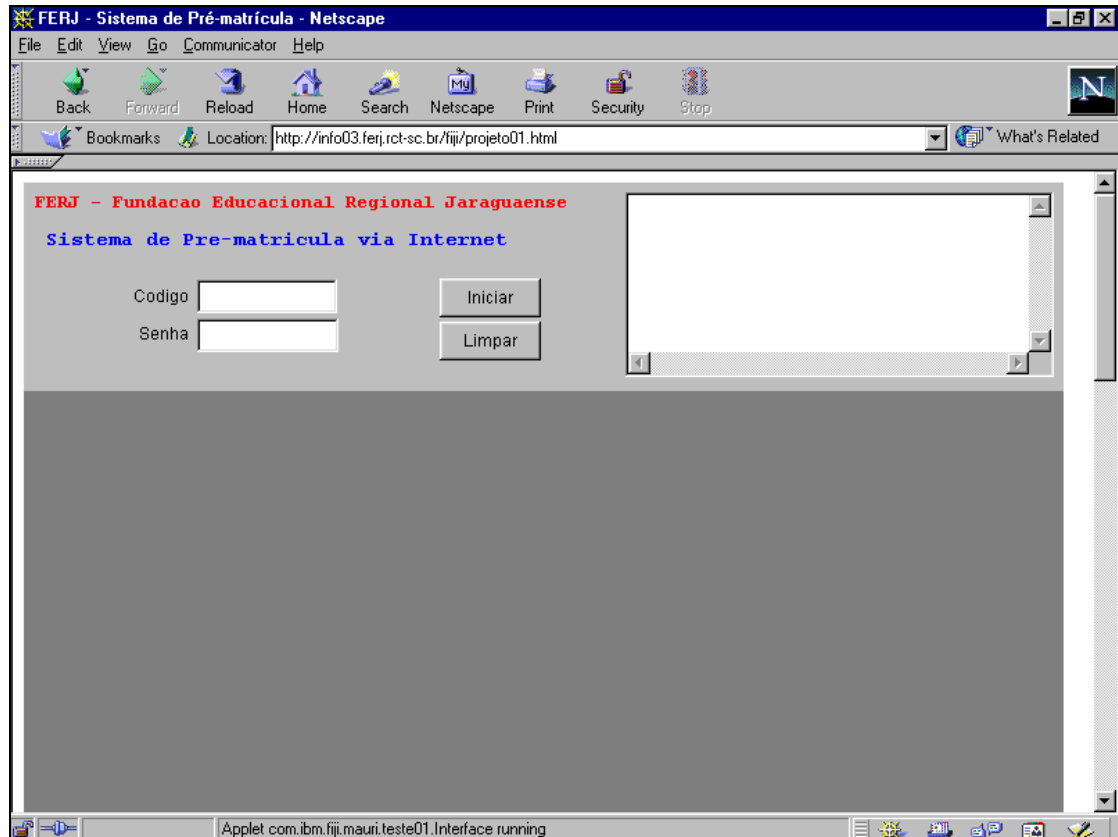 FERJ - Sistema de Pré-matrícula - Netscape
File Edit View Go Communicator Help
My
N
Back Forward Reload Home Search Netscape Print Security Stop
Bookmarks Location: http://info03.ferj.rct-sc.br/fiji/projeto01.html What's Related
FERJ - Fundacao Educacional Regional Jaraguaense
Sistema de Pre-matricula via Internet
Codigo Iniciar
Senha Limpar
Applet com.ibm.fiji.mauri.teste01.Interface running